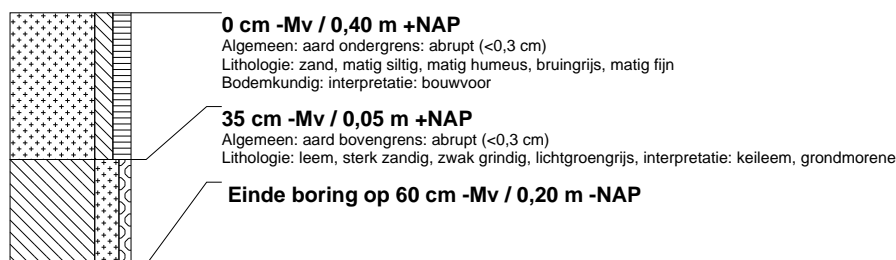 0 cm -Mv / 0,40 m +NAP
Algemeen: aard ondergrens: abrupt (<0,3 cm)
Lithologie: zand, matig siltig, matig humeus, bruingrijs, matig fijn
Bodemkundig: interpretatie: bouwvoor
35 cm -Mv / 0,05 m +NAP
Algemeen: aard bovengrens: abrupt (<0,3 cm)
Lithologie: leem, sterk zandig, zwak grindig, lichtgroengrijs, interpretatie: keileem, grondmorene
Einde boring op 60 cm -Mv / 0,20 m -NAP